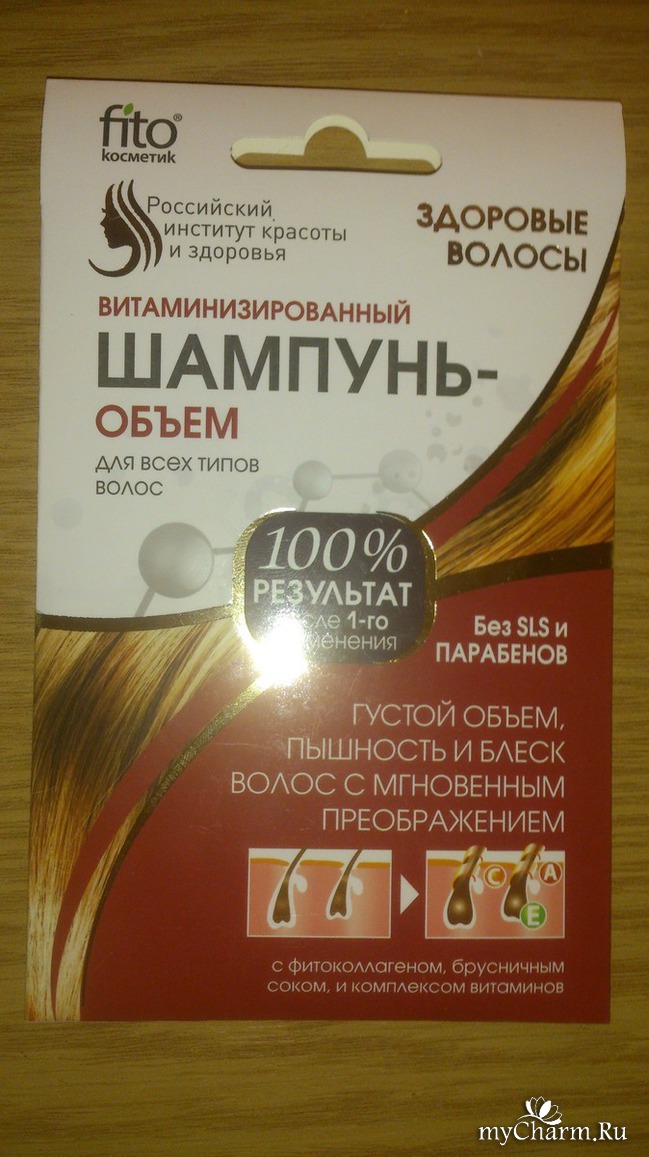 fito®
косметик
Российский
институт красоты
и здоровья
ЗДОРОВЫЕ
ВОЛОСЫ
ВИТАМИНИЗИРОВАННЫЙ
ШАМПУНЬ-
ОБЪЕМ
ДЛЯ ВСЕХ ТИПОВ
ВОЛОС
100%
РЕЗУЛЬТАТ
1-го
Без SLS и
ПАРАБЕНОВ
ГУСТОЙ ОБЪЕМ,
ПЫШНОСТЬ И БЛЕСК
ВОЛОС С МГНОВЕННЫМ
ПРЕОБРАЖЕНИЕМ
C A
E
с фитоколлагеном, брусничным
соком, и комплексом витаминов
myCharm.Ru